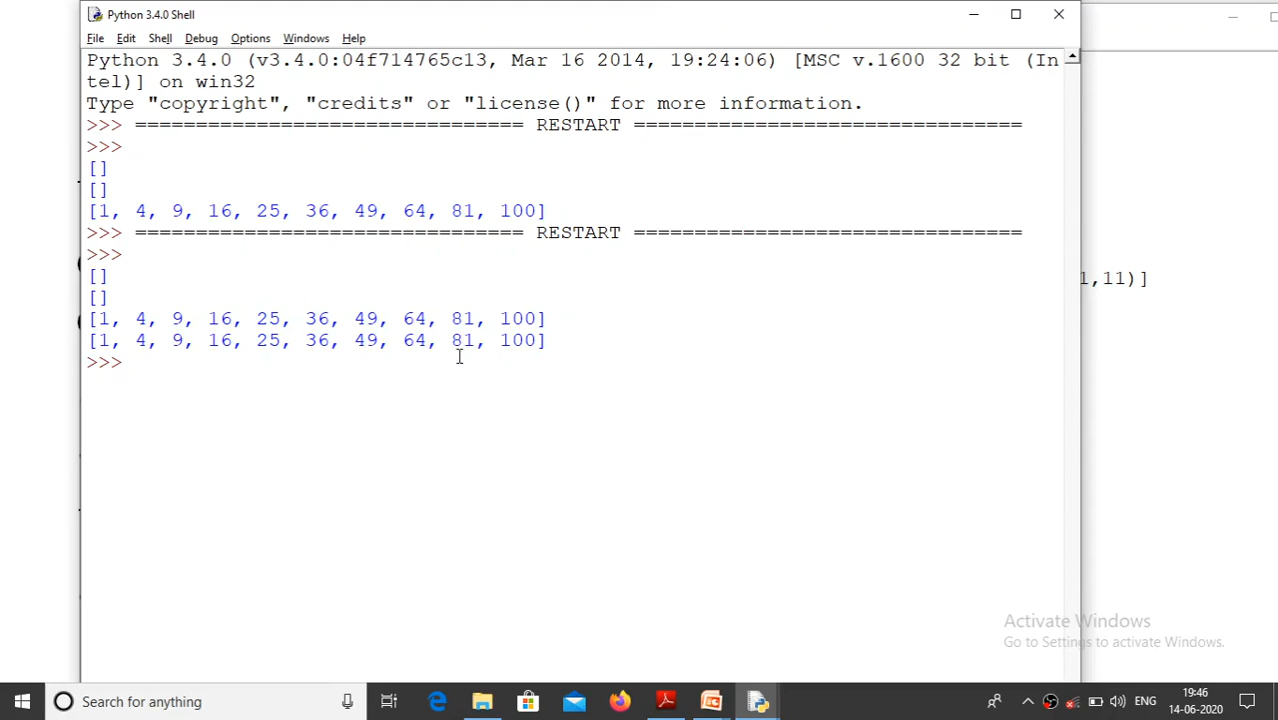 Python 3.4.0 Shell
File Edit Shell Debug Options Windows Help
Python 3.4.0 (v3.4.0:04f714765c13, Mar 16 2014, 19:24:06) [MSC v.1600 32 bit (In
tel)] on win32
Type "copyright", "credits" or "license()" for more information.
>>> ================================ RESTART ================================
>>>
[]
[]
[1, 4, 9, 16, 25, 36, 49, 64, 81, 100]
>>> ================================ RESTART ================================
>>>
[]
[]
1,11)]
[1, 4, 9, 16, 25, 36, 49, 64, 81, 100]
[1, 4, 9, 16, 25, 36, 49, 64, 81, 100]
>>>
Activate Windows
Go to Settings to activate Windows.
Search for anything
ENG
19:46
14-06-2020